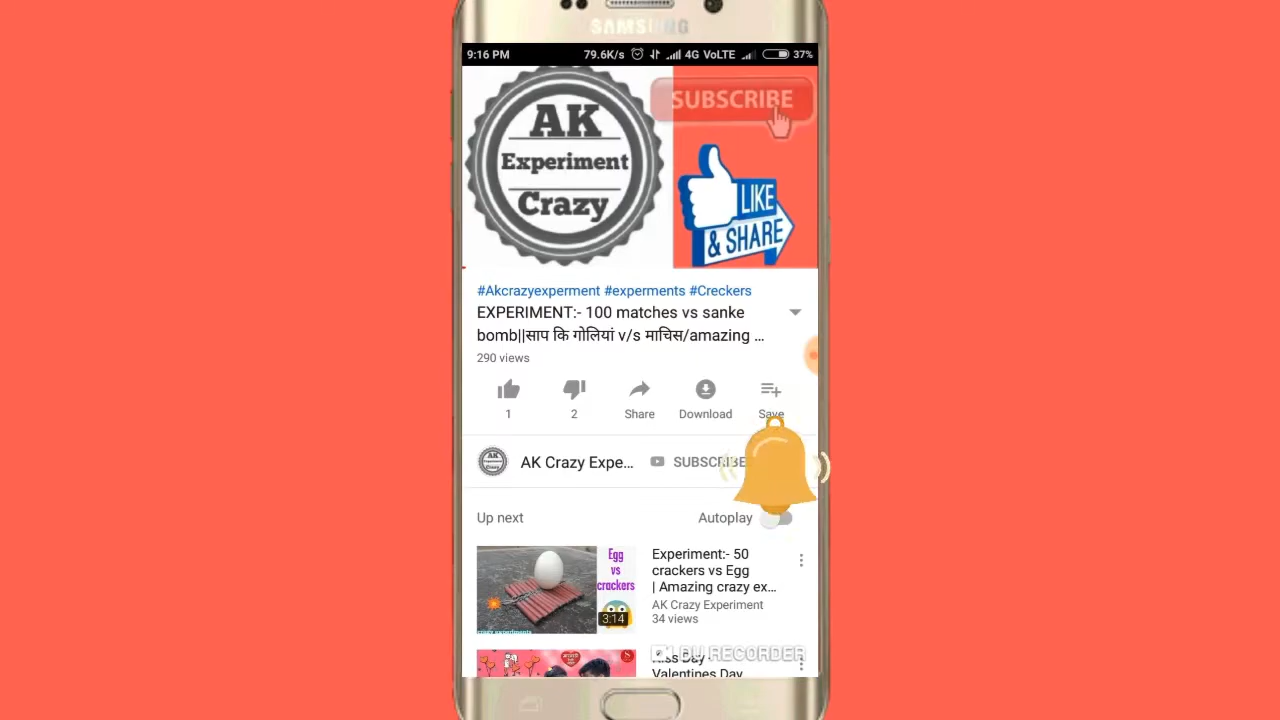 SAMSUNG
9:16 PM 79.6K/s 4G VoLTE 37%
AK
Experiment
Crazy
SUBSCRIBE
LIKE
& SHARE
#Akcrazyexperment #experments #Creckers
EXPERIMENT:- 100 matches vs sanke
bomb||साप कि गोलियां v/s माचिस/amazing ...
290 views
1 2 Share Download Save
AK Crazy Expe... SUBSCRIBE
Up next Autoplay
Egg
vs
crackers
3:14
Experiment:- 50
crackers vs Egg
| Amazing crazy ex...
AK Crazy Experiment
34 views
DU RECORDER
Kiss Day -
Valentines Day